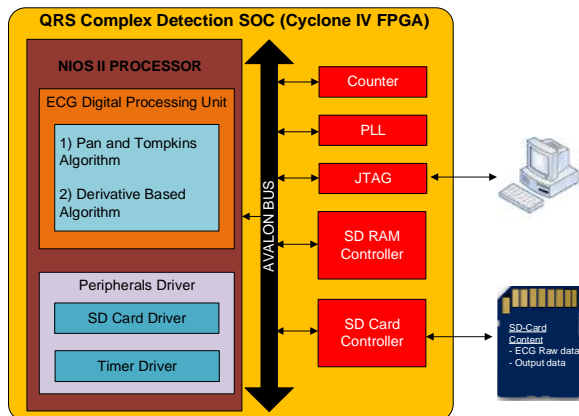 QRS Complex Detection SOC (Cyclone IV FPGA)
NIOS II PROCESSOR
ECG Digital Processing Unit
1) Pan and Tompkins
Algorithm
2) Derivative Based
Algorithm
Peripherals Driver
SD Card Driver
Timer Driver
AVALON BUS
Counter
PLL
JTAG
SD RAM
Controller
SD Card
Controller
SD-Card
Content
- ECG Raw data
- Output data